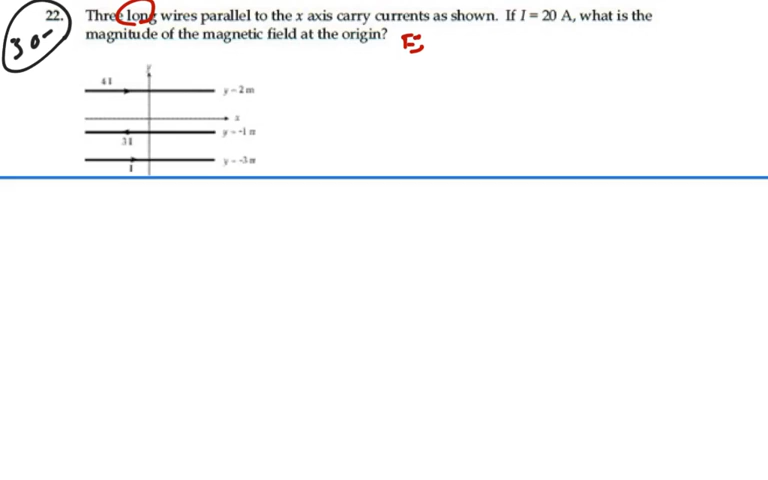 22. Three long wires parallel to the x axis carry currents as shown. If I = 20 A, what is the
30-
magnitude of the magnetic field at the origin? E
y
4I
y = 2 m
x
y = -1 m
3I
y = -3 m
I